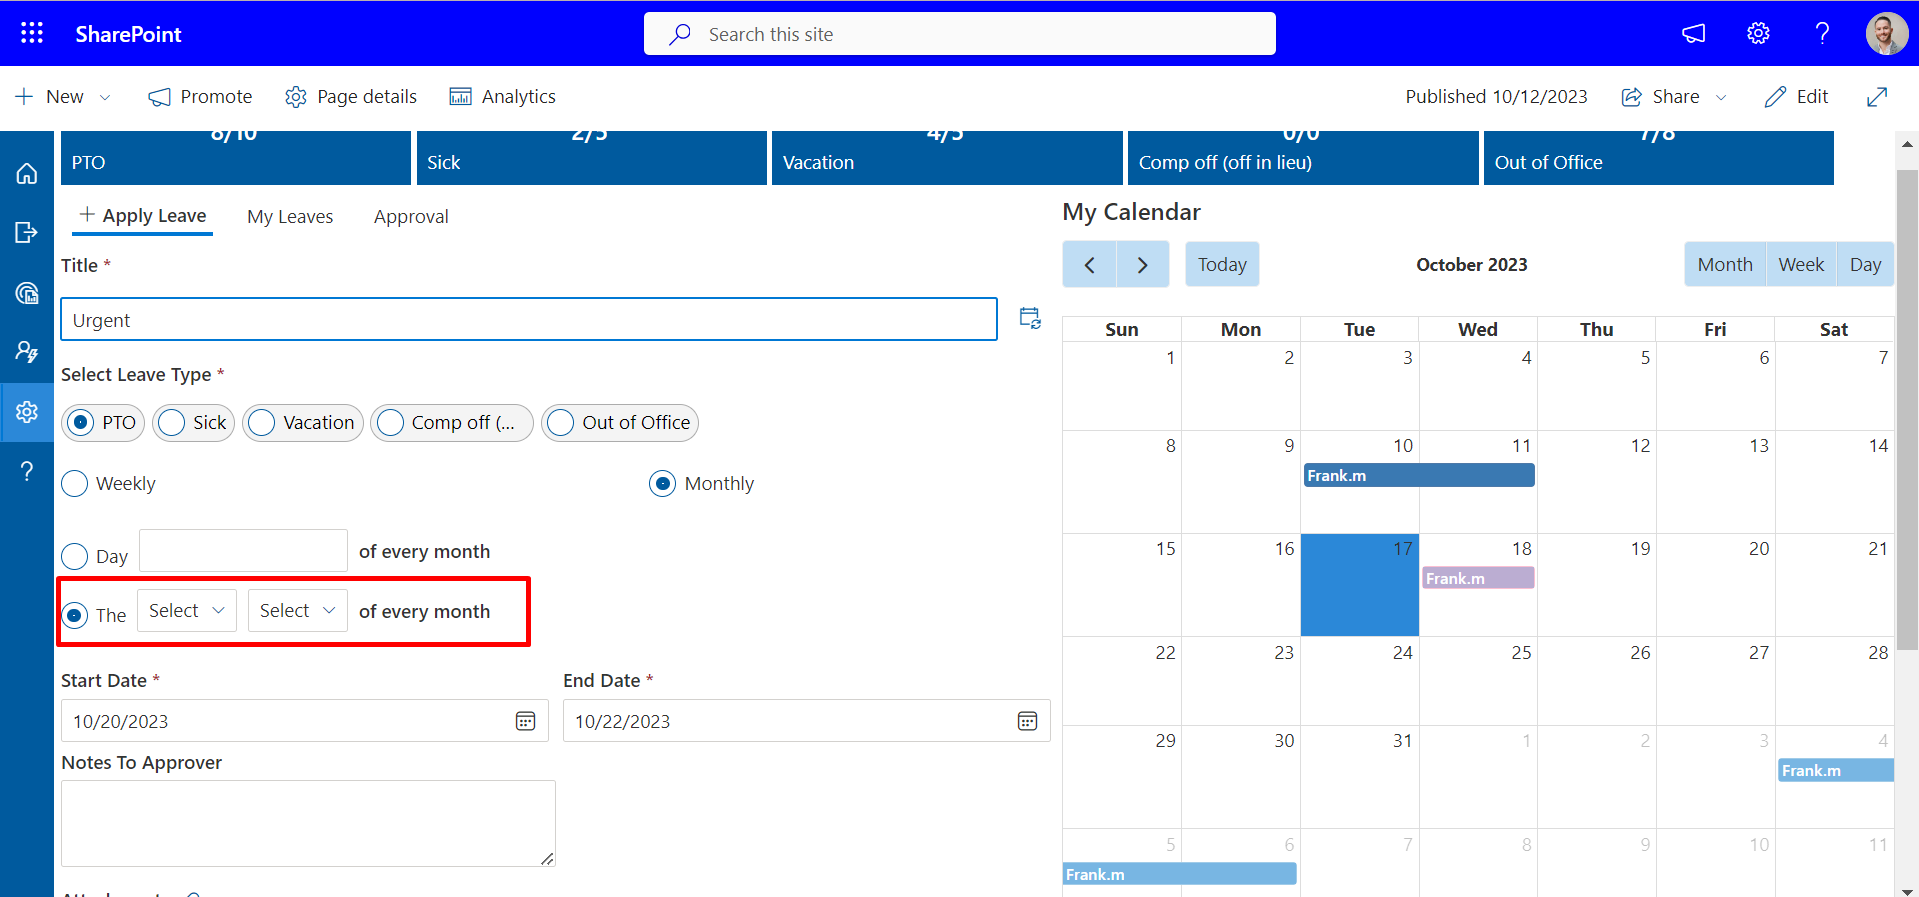 SharePoint
Search this site
?
New
Promote
Page details
Analytics
Published 10/12/2023
Share
Edit
8/10
PTO
2/5
Sick
4/5
Vacation
0/0
Comp off (off in lieu)
7/8
Out of Office
+ Apply Leave
My Leaves
Approval
Title *
Urgent
Select Leave Type *
PTO
Sick
Vacation
Comp off (...
Out of Office
Weekly
Monthly
Day
of every month
The
Select
Select
of every month
Start Date *
10/20/2023
End Date *
10/22/2023
Notes To Approver
My Calendar
Today
October 2023
Month
Week
Day
Sun Mon Tue Wed Thu Fri Sat
1 2 3 4 5 6 7
8 9 10 11 12 13 14
Frank.m
15 16 17 18 19 20 21
Frank.m
22 23 24 25 26 27 28
29 30 31 1 2 3 4
Frank.m
5 6 7 8 9 10 11
Frank.m